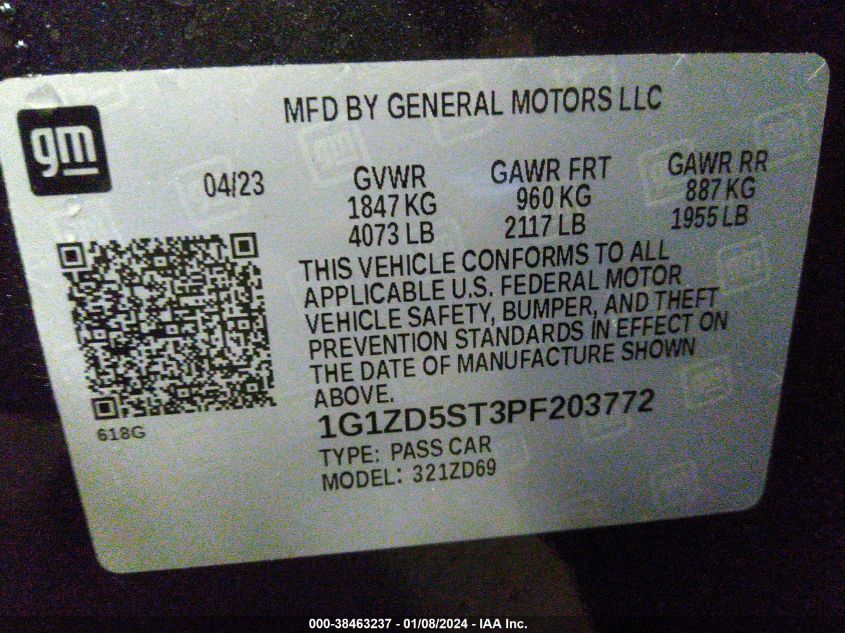 MFD BY GENERAL MOTORS LLC
gm
04/23
GVWR GAWR FRT GAWR RR
1847 KG 960 KG 887 KG
4073 LB 2117 LB 1955 LB
THIS VEHICLE CONFORMS TO ALL
APPLICABLE U.S. FEDERAL MOTOR
VEHICLE SAFETY, BUMPER, AND THEFT
PREVENTION STANDARDS IN EFFECT ON
THE DATE OF MANUFACTURE SHOWN
ABOVE.
618G
1G1ZD5ST3PF203772
TYPE: PASS CAR
MODEL: 321ZD69
000-38463237 - 01/08/2024 - IAA Inc.